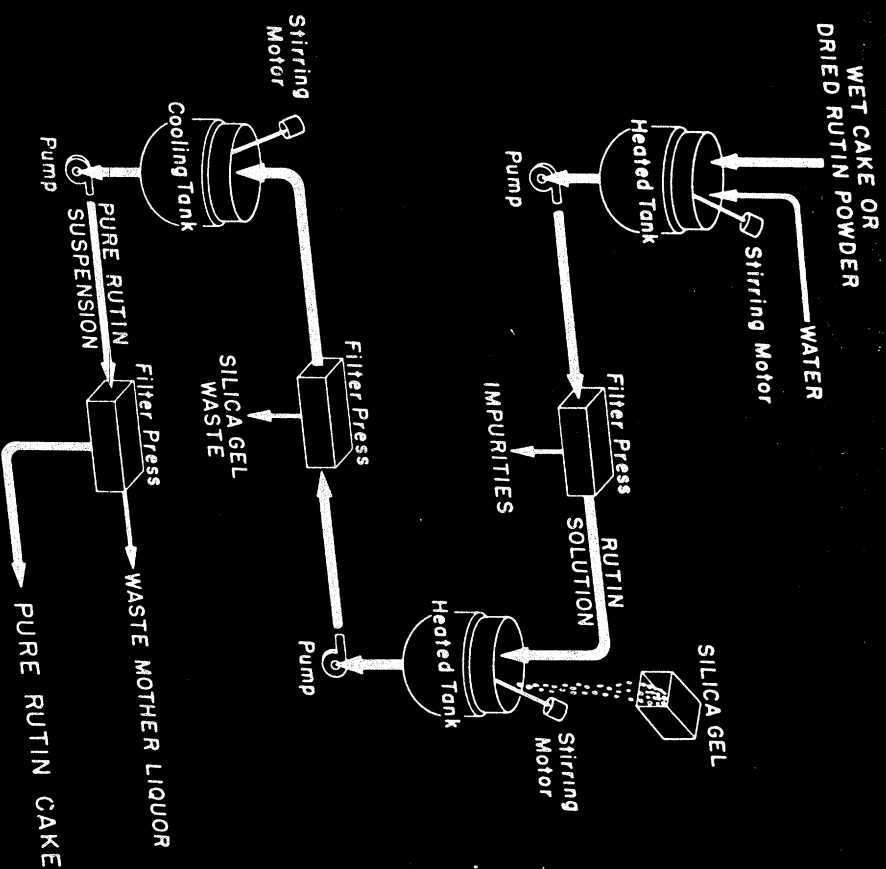 WET CAKE OR
DRIED RUTIN POWDER
WATER
Stirring Motor
Heated Tank
Pump
Filter Press
IMPURITIES
RUTIN
SOLUTION
SILICA GEL
Stirring
Motor
Heated Tank
Pump
Filter Press
SILICA GEL
WASTE
Stirring
Motor
Cooling Tank
Pump
PURE RUTIN
SUSPENSION
Filter Press
WASTE MOTHER LIQUOR
PURE RUTIN CAKE